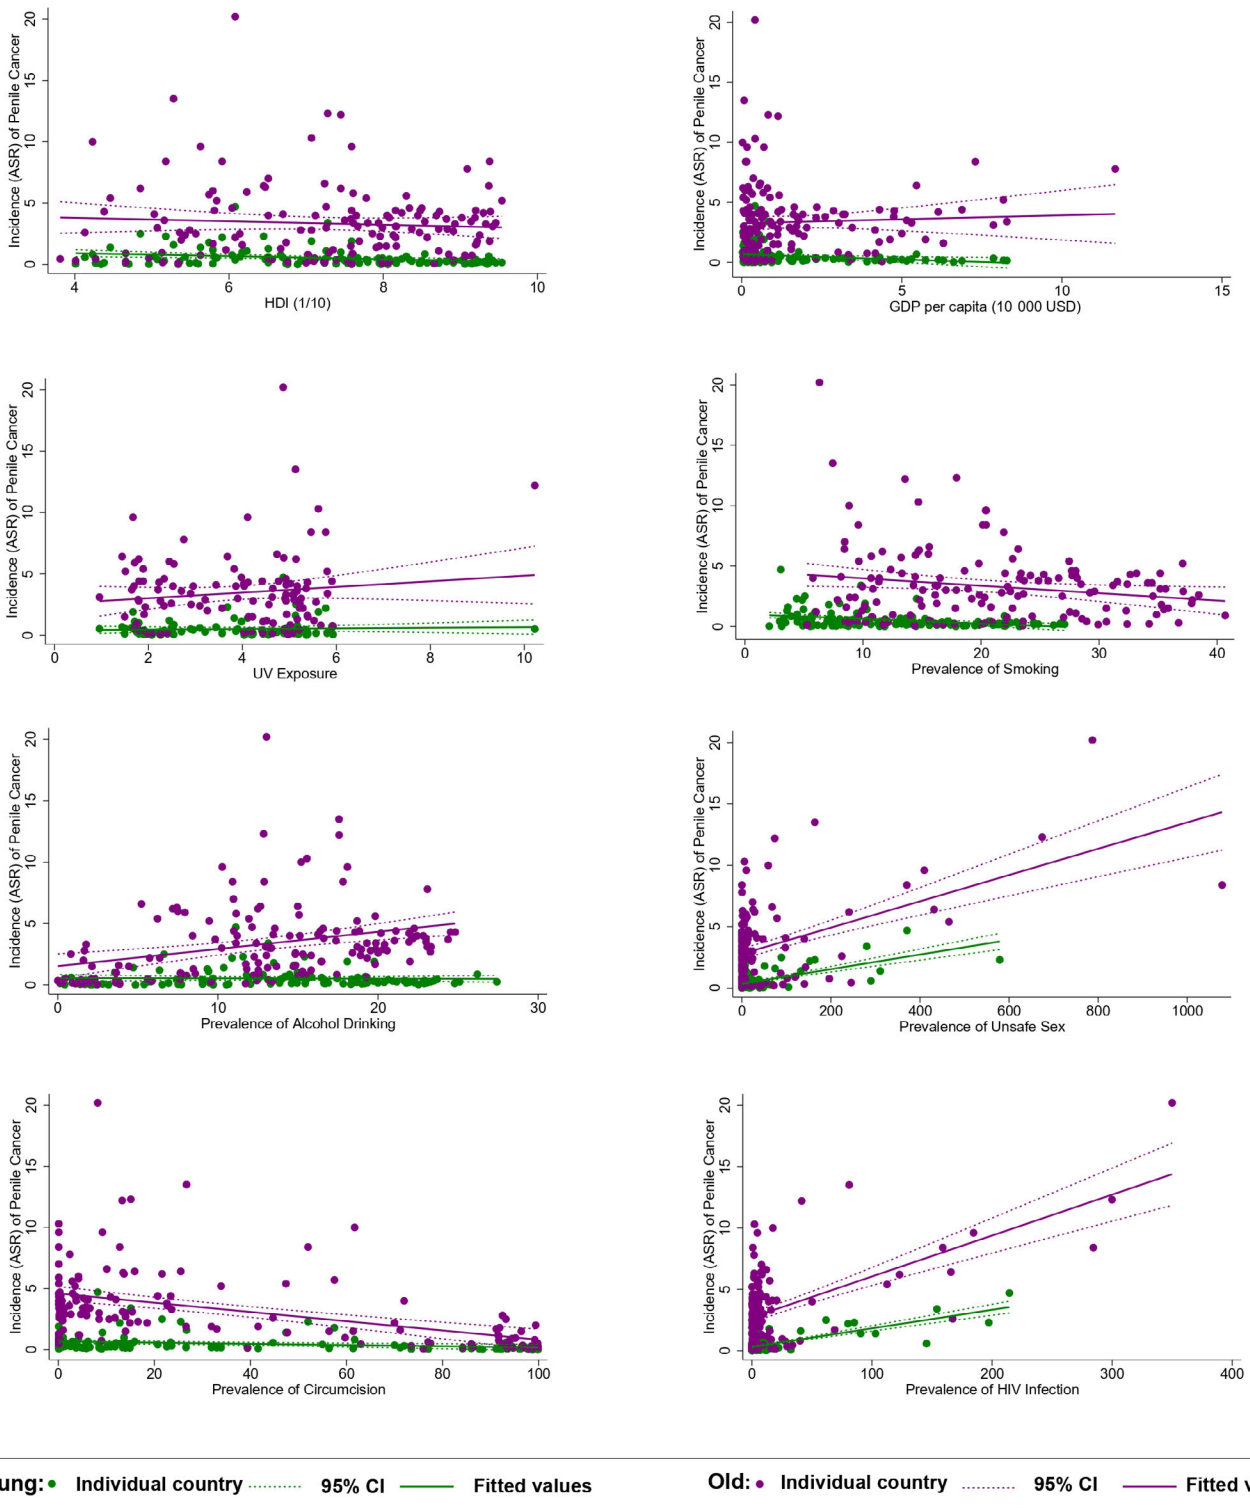 Incidence (ASR) of Penile Cancer
0 5 10 15 20
4 6 8 10
HDI (1/10)
Incidence (ASR) of Penile Cancer
0 5 10 15 20
0 5 10 15
GDP per capita (10 000 USD)
Incidence (ASR) of Penile Cancer
0 5 10 15 20
0 2 4 6 8 10
UV Exposure
Incidence (ASR) of Penile Cancer
0 5 10 15 20
0 10 20 30 40
Prevalence of Smoking
Incidence (ASR) of Penile Cancer
0 5 10 15 20
0 10 20 30
Prevalence of Alcohol Drinking
Incidence (ASR) of Penile Cancer
0 5 10 15 20
0 200 400 600 800 1000
Prevalence of Unsafe Sex
Incidence (ASR) of Penile Cancer
0 5 10 15 20
0 20 40 60 80 100
Prevalence of Circumcision
Incidence (ASR) of Penile Cancer
0 5 10 15 20
0 100 200 300 400
Prevalence of HIV Infection
ung: Individual country 95% CI Fitted values
Old: Individual country 95% CI Fitted v